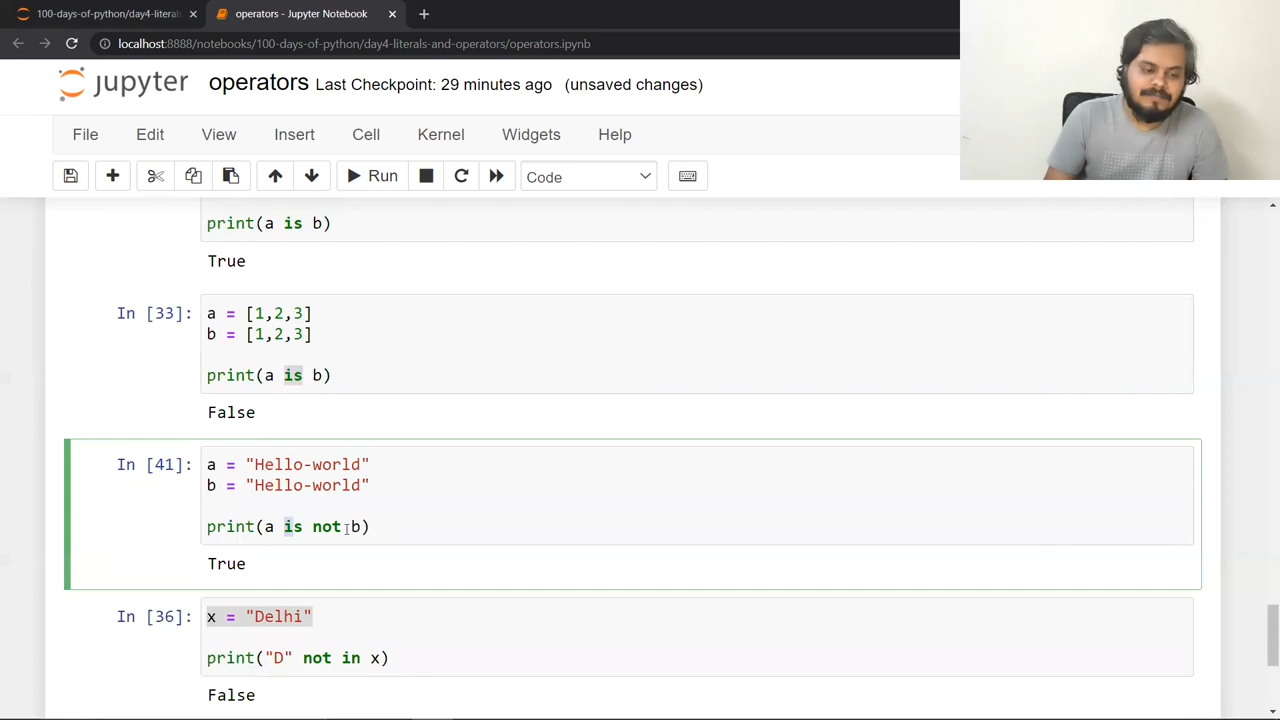 100-days-of-python/day4-literals
operators - Jupyter Notebook
localhost:8888/notebooks/100-days-of-python/day4-literals-and-operators/operators.ipynb
jupyter operators Last Checkpoint: 29 minutes ago (unsaved changes)
File Edit View Insert Cell Kernel Widgets Help
Run Code
print(a is b)
True
In [33]: a = [1,2,3]
b = [1,2,3]
print(a is b)
False
In [41]: a = "Hello-world"
b = "Hello-world"
print(a is not b)
True
In [36]: x = "Delhi"
print("D" not in x)
False